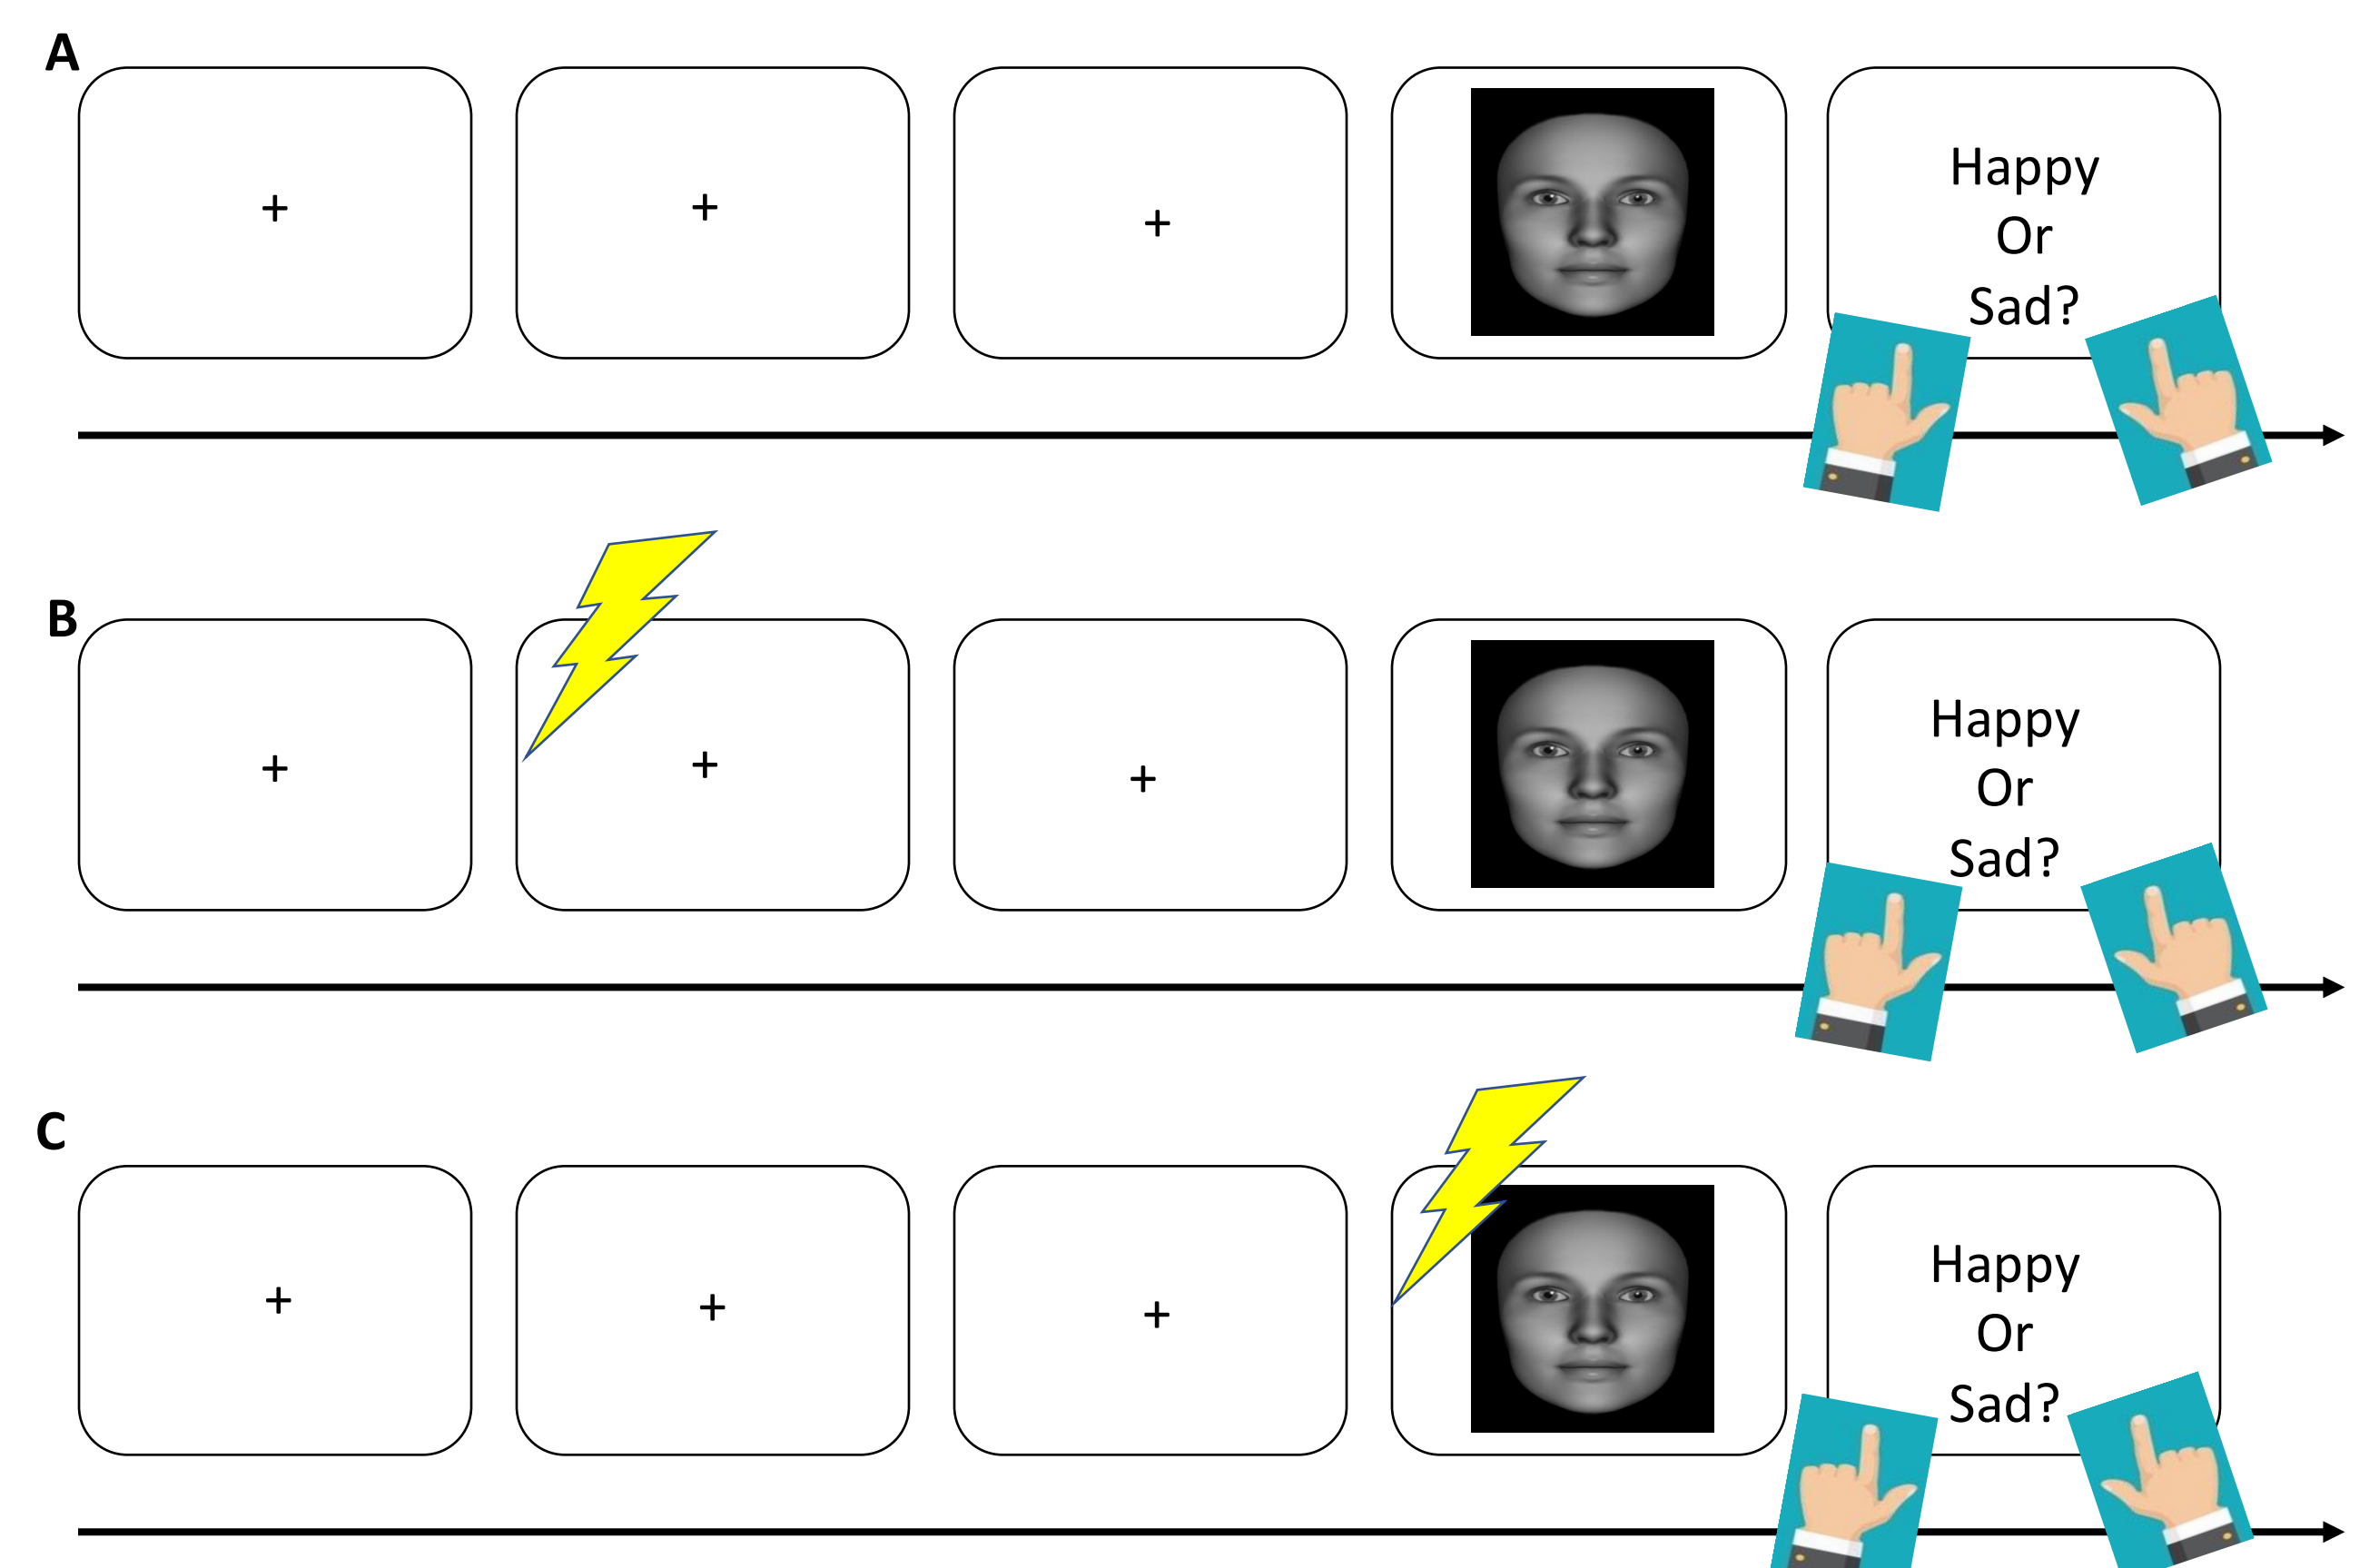 A
+ + +
Happy
Or
Sad?
B
+ + +
Happy
Or
Sad?
C
+ + +
Happy
Or
Sad?